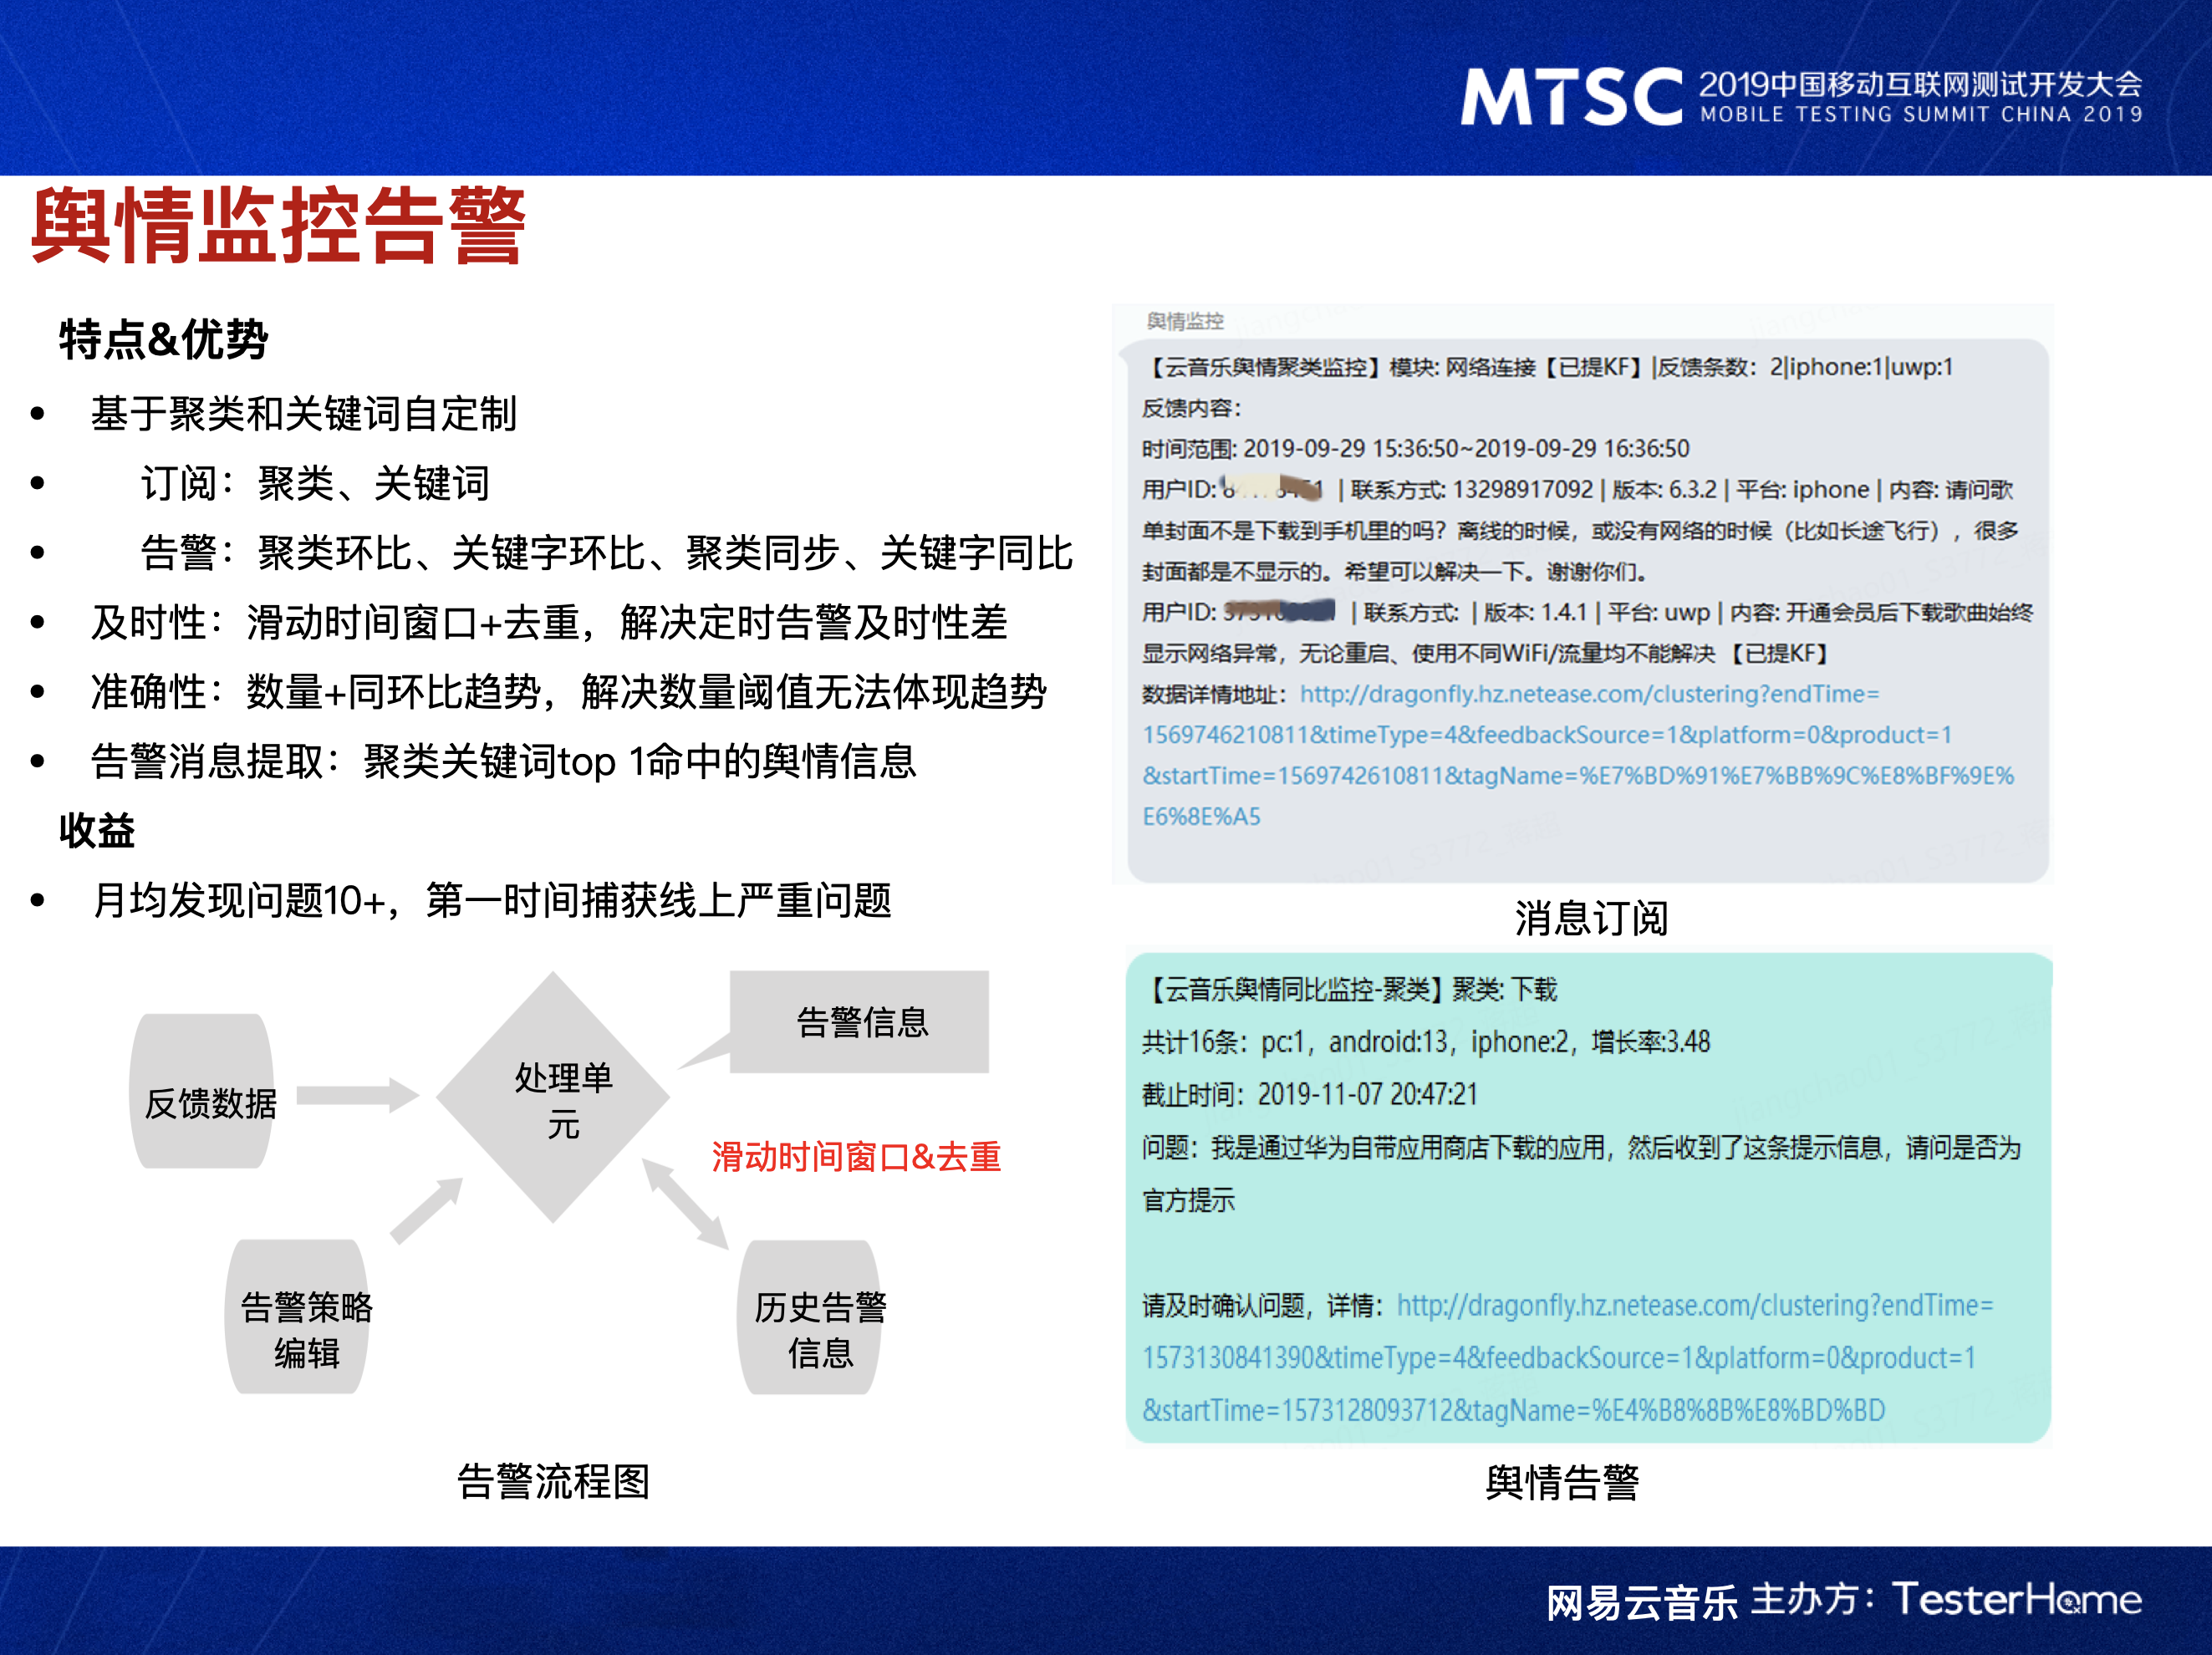 MTSC 2019中国移动互联网测试开发大会
MOBILE TESTING SUMMIT CHINA 2019
舆情监控告警
特点&优势
• 基于聚类和关键词自定制
• 订阅：聚类、关键词
• 告警：聚类环比、关键字环比、聚类同步、关键字同比
• 及时性：滑动时间窗口+去重，解决定时告警及时性差
• 准确性：数量+同环比趋势，解决数量阈值无法体现趋势
• 告警消息提取：聚类关键词top 1命中的舆情信息
收益
• 月均发现问题10+，第一时间捕获线上严重问题
反馈数据
处理单
元
告警信息
滑动时间窗口&去重
告警策略
编辑
历史告警
信息
告警流程图
舆情监控
【云音乐舆情聚类监控】模块: 网络连接【已提KF】|反馈条数：2|iphone:1|uwp:1
反馈内容：
时间范围: 2019-09-29 15:36:50~2019-09-29 16:36:50
用户ID: | 联系方式: 13298917092 | 版本: 6.3.2 | 平台: iphone | 内容: 请问歌
单封面不是下载到手机里的吗？离线的时候，或没有网络的时候（比如长途飞行），很多
封面都是不显示的。希望可以解决一下。谢谢你们。
用户ID: | 联系方式: | 版本: 1.4.1 | 平台: uwp | 内容: 开通会员后下载歌曲始终
显示网络异常，无论重启、使用不同WiFi/流量均不能解决 【已提KF】
数据详情地址：http://dragonfly.hz.netease.com/clustering?endTime=
1569746210811&timeType=4&feedbackSource=1&platform=0&product=1
&startTime=1569742610811&tagName=%E7%BD%91%E7%BB%9C%E8%BF%9E%
E6%8E%A5
消息订阅
【云音乐舆情同比监控-聚类】聚类: 下载
共计16条：pc:1，android:13，iphone:2，增长率:3.48
截止时间：2019-11-07 20:47:21
问题：我是通过华为自带应用商店下载的应用，然后收到了这条提示信息，请问是否为
官方提示
请及时确认问题，详情：http://dragonfly.hz.netease.com/clustering?endTime=
1573130841390&timeType=4&feedbackSource=1&platform=0&product=1
&startTime=1573128093712&tagName=%E4%B8%8B%E8%BD%BD
舆情告警
网易云音乐 主办方：TesterHome